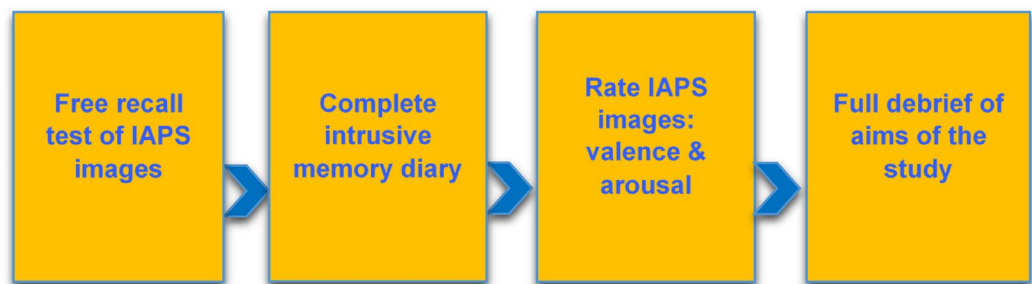 Free recall
test of IAPS
images
Complete
intrusive
memory diary
Rate IAPS
images:
valence &
arousal
Full debrief of
aims of the
study